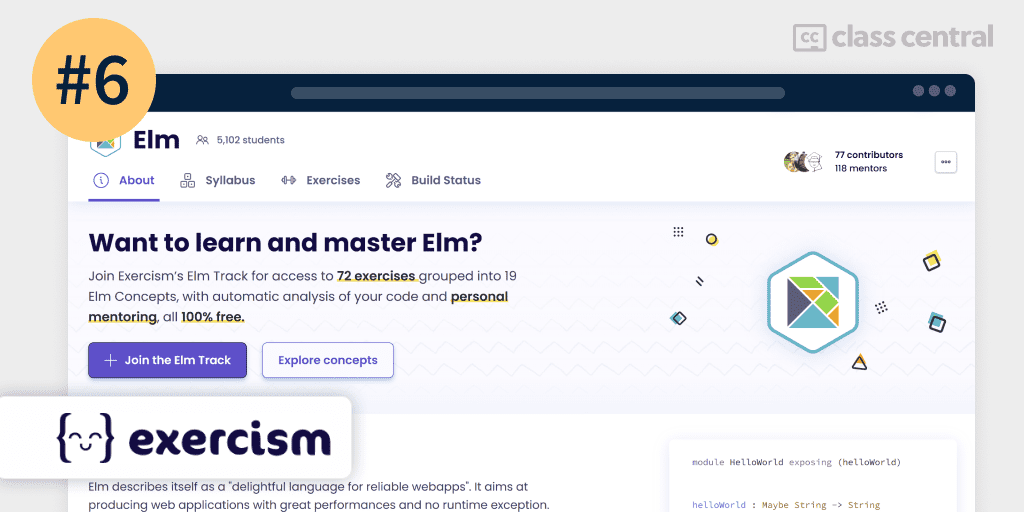 #6
cc class central
Elm
5,102 students
77 contributors
118 mentors
About
Syllabus
Exercises
Build Status
Want to learn and master Elm?
Join Exercism's Elm Track for access to 72 exercises grouped into 19
Elm Concepts, with automatic analysis of your code and personal
mentoring, all 100% free.
Join the Elm Track
Explore concepts
{} exercism
Elm describes itself as a "delightful language for reliable webapps". It aims at
producing web applications with great performances and no runtime exception.
module HelloWorld exposing (helloWorld)
helloWorld : Maybe String -> String